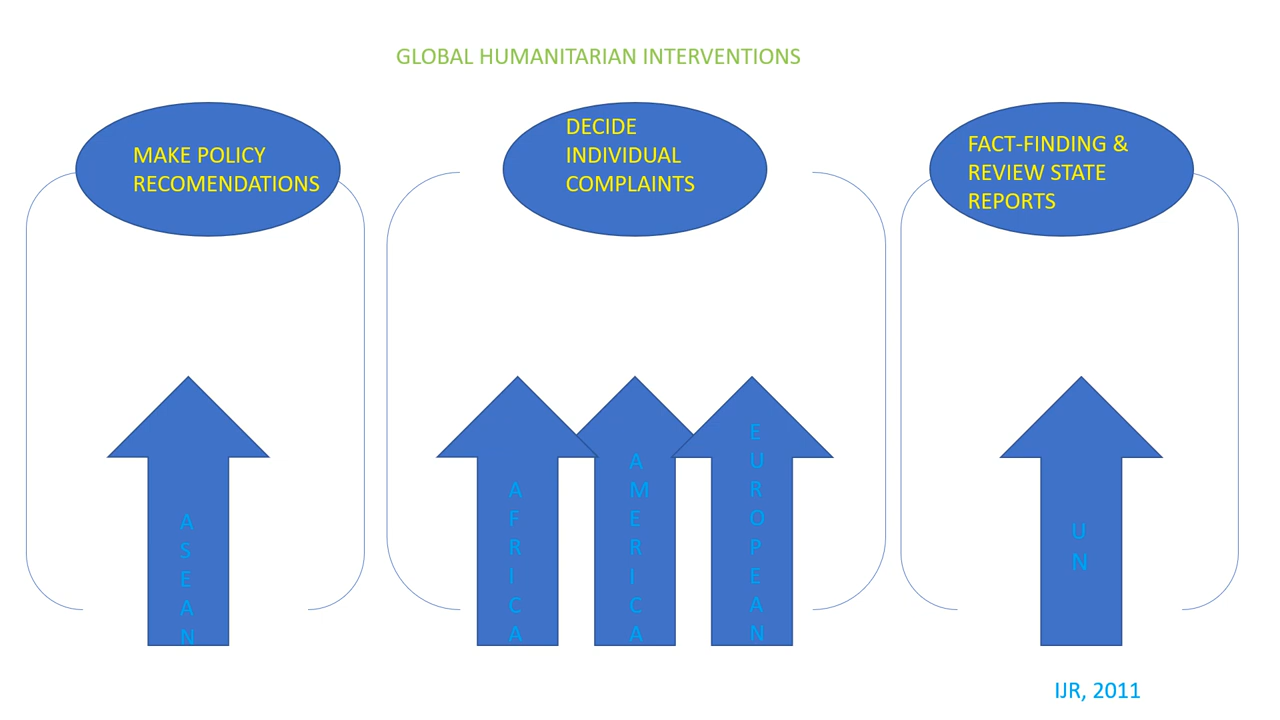 GLOBAL HUMANITARIAN INTERVENTIONS
MAKE POLICY
RECOMENDATIONS
DECIDE
INDIVIDUAL
COMPLAINTS
FACT-FINDING &
REVIEW STATE
REPORTS
ASEAN
AFRICA
AMERICA
EUROPEAN
UN
IJR, 2011